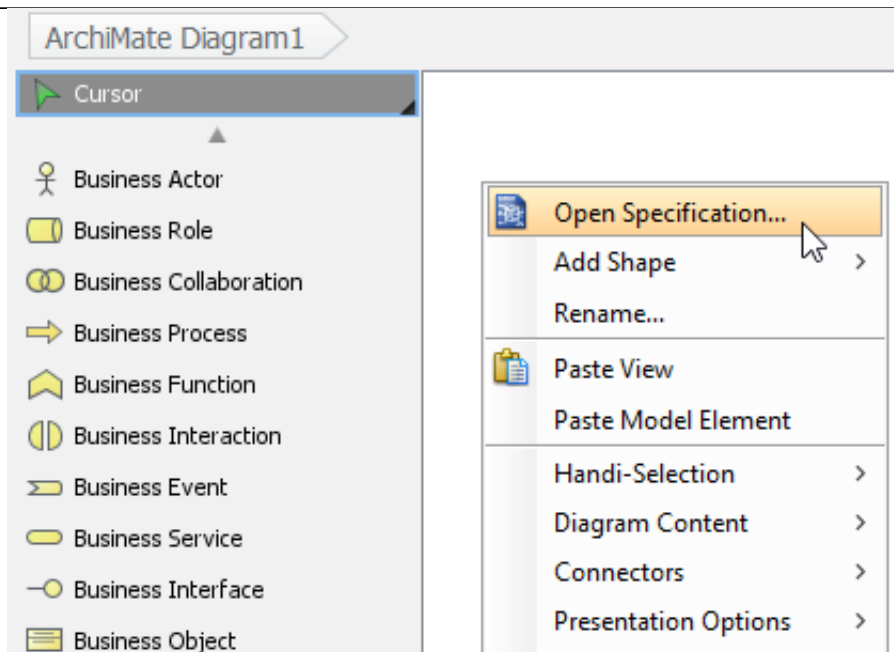 ArchiMate Diagram1
Cursor
Business Actor
Business Role
Business Collaboration
Business Process
Business Function
Business Interaction
Business Event
Business Service
Business Interface
Business Object
Open Specification...
Add Shape
Rename...
Paste View
Paste Model Element
Handi-Selection
Diagram Content
Connectors
Presentation Options